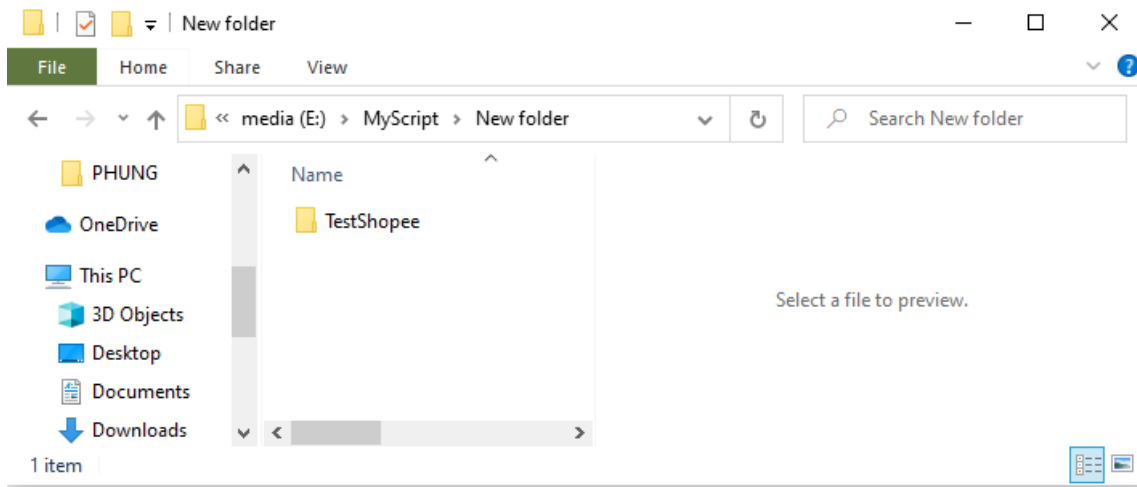 New folder
File Home Share View
« media (E:) > MyScript > New folder Search New folder
PHUNG
OneDrive
This PC
3D Objects
Desktop
Documents
Downloads
Name
TestShopee
Select a file to preview.
1 item